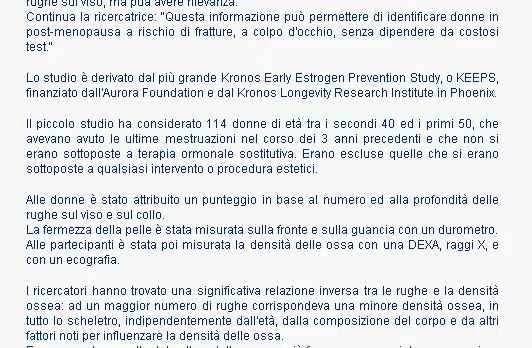 rughe sul viso, ma può avere rilevanza.
Continua la ricercatrice: "Questa informazione può permettere di identificare donne in
post-menopausa a rischio di fratture, a colpo d'occhio, senza dipendere da costosi
test."
Lo studio è derivato dal più grande Kronos Early Estrogen Prevention Study, o KEEPS,
finanziato dall'Aurora Foundation e dal Kronos Longevity Research Institute in Phoenix.
Il piccolo studio ha considerato 114 donne di età tra i secondi 40 ed i primi 50, che
avevano avuto le ultime mestruazioni nel corso dei 3 anni precedenti e che non si
erano sottoposte a terapia ormonale sostitutiva. Erano escluse quelle che si erano
sottoposte a qualsiasi intervento o procedura estetici.
Alle donne è stato attribuito un punteggio in base al numero ed alla profondità delle
rughe sul viso e sul collo.
La fermezza della pelle è stata misurata sulla fronte e sulla guancia con un durometro.
Alle partecipanti è stata poi misurata la densità delle ossa con una DEXA, raggi X, e
con un ecografia.
I ricercatori hanno trovato una significativa relazione inversa tra le rughe e la densità
ossea: ad un maggior numero di rughe corrispondeva una minore densità ossea, in
tutto lo scheletro, indipendentemente dall'età, dalla composizione del corpo e da altri
fattori noti per influenzare la densità delle ossa.